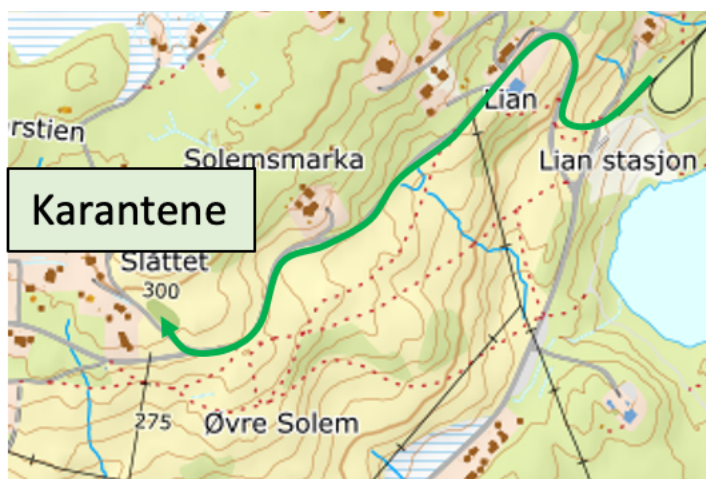 rstien
Lian
Solemsmarka
Lian stasjon
Karantene
Slåttet
300
275
Øvre Solem